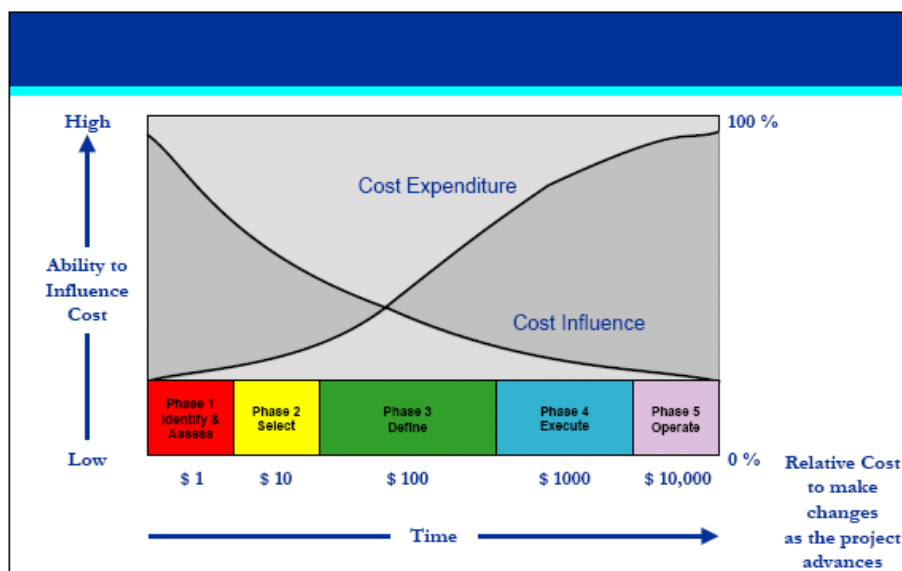 High
100 %
Cost Expenditure
Ability to
Influence
Cost
Cost Influence
Phase 1
Identify &
Assess
Phase 2
Select
Phase 3
Define
Phase 4
Execute
Phase 5
Operate
Low
0 %
$ 1
$ 10
$ 100
$ 1000
$ 10,000
Relative Cost
to make
changes
as the project
advances
Time